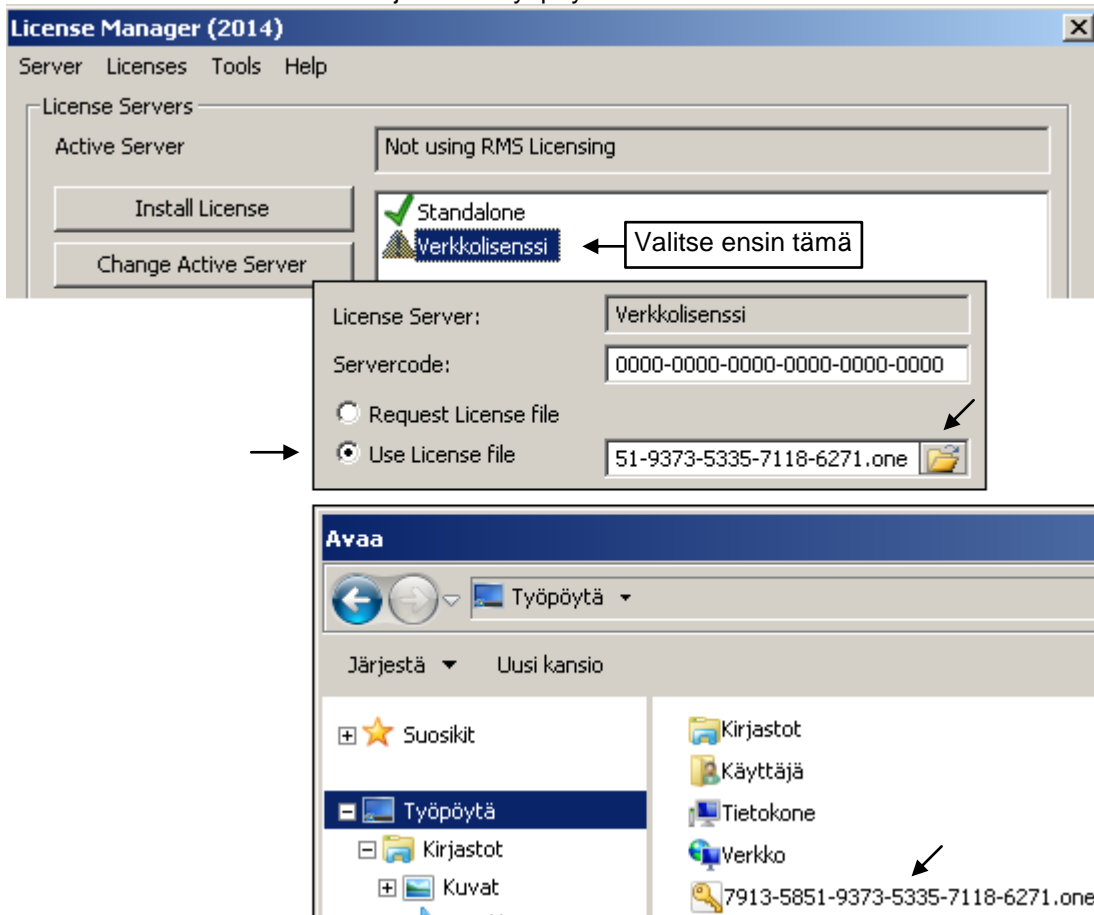 License Manager (2014)
Server Licenses Tools Help
License Servers
Active Server Not using RMS Licensing
Install License
Standalone
Verkkolisenssi
Valitse ensin tämä
Change Active Server
License Server: Verkkolisenssi
Servercode: 0000-0000-0000-0000-0000-0000
Request License file
Use License file 51-9373-5335-7118-6271.one
Avaa
Työpöytä
Järjestä Uusi kansio
Suosikit
Kirjastot
Käyttäjä
Työpöytä
Tietokone
Kirjastot
Verkko
Kuvat
7913-5851-9373-5335-7118-6271.one